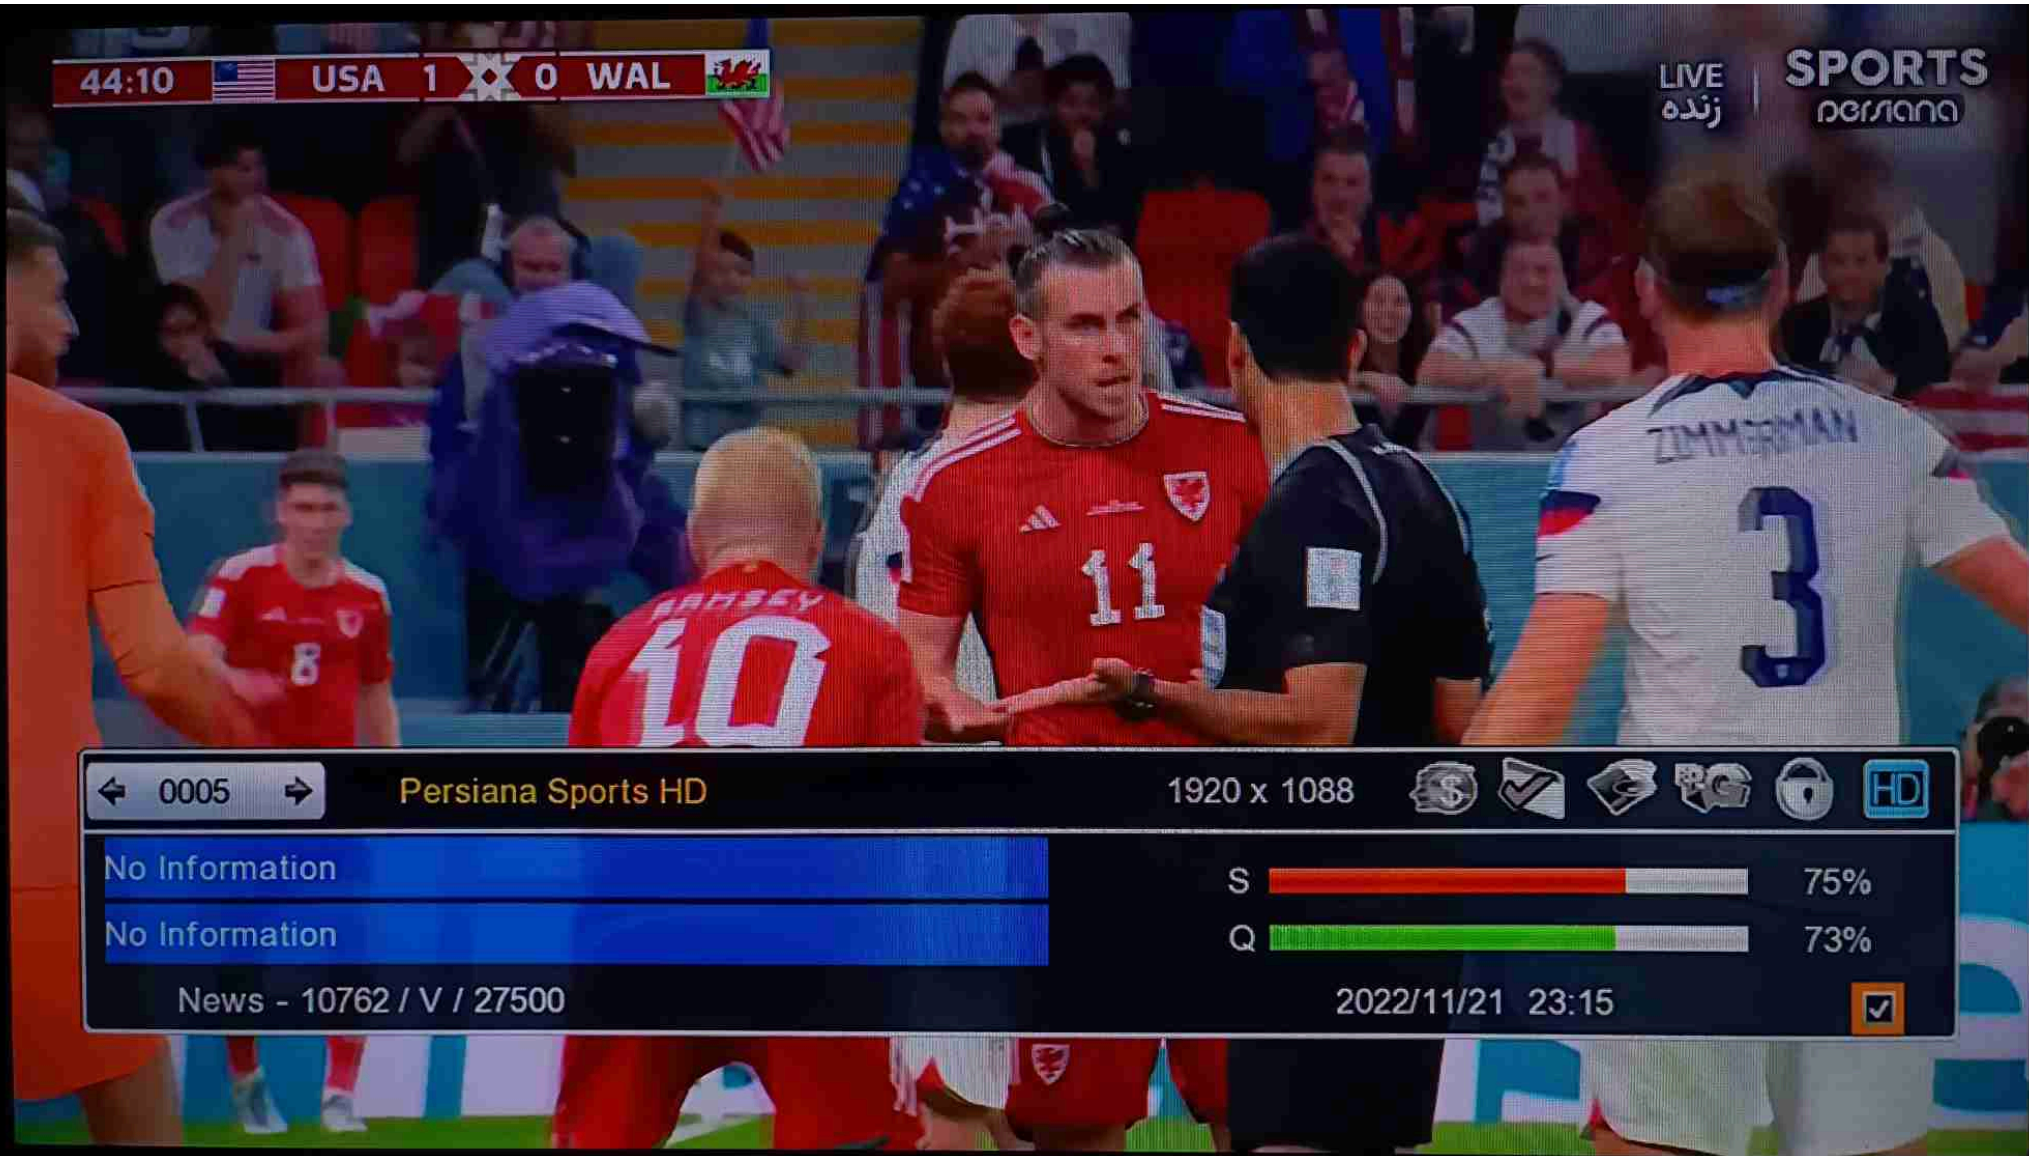 44:10 USA 1 0 WAL
LIVE
زنده
SPORTS
persiana
ZIMMERMAN
3
11
8
RAMSEY
10
0005 Persiana Sports HD 1920 x 1088 HD
No Information
S 75%
No Information
Q 73%
News - 10762 / V / 27500 2022/11/21 23:15